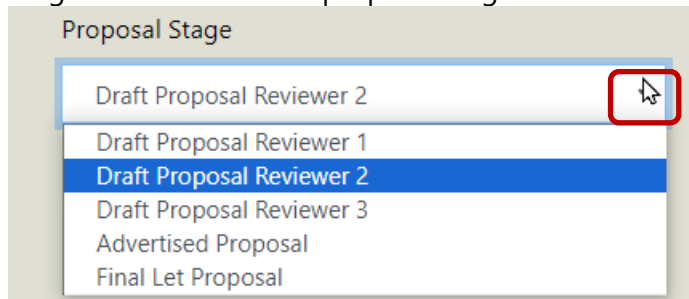 Proposal Stage
Draft Proposal Reviewer 2
Draft Proposal Reviewer 1
Draft Proposal Reviewer 2
Draft Proposal Reviewer 3
Advertised Proposal
Final Let Proposal